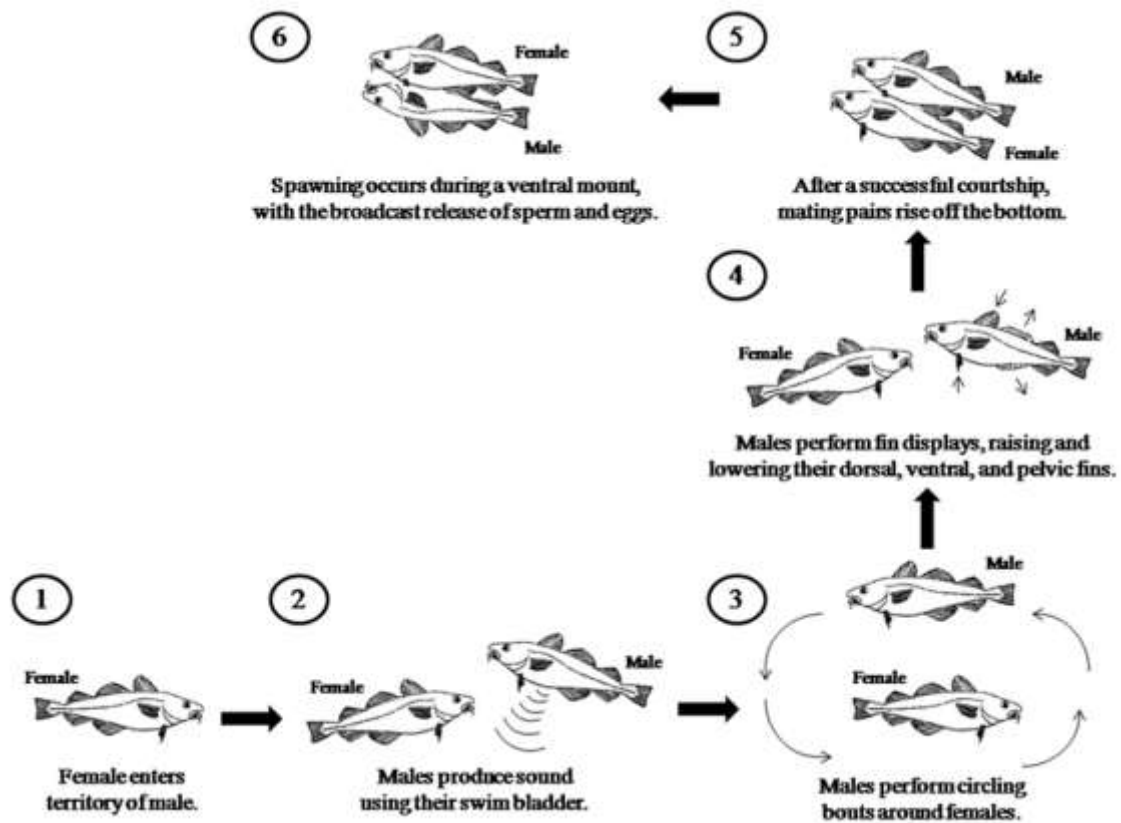 1
Female
Female enters
territory of male.
2
Female
Male
Males produce sound
using their swim bladder.
3
Male
Female
Males perform circling
bouts around females.
4
Female
Male
Males perform fin displays, raising and
lowering their dorsal, ventral, and pelvic fins.
5
Male
Female
After a successful courtship,
mating pairs rise off the bottom.
6
Female
Male
Spawning occurs during a ventral mount,
with the broadcast release of sperm and eggs.